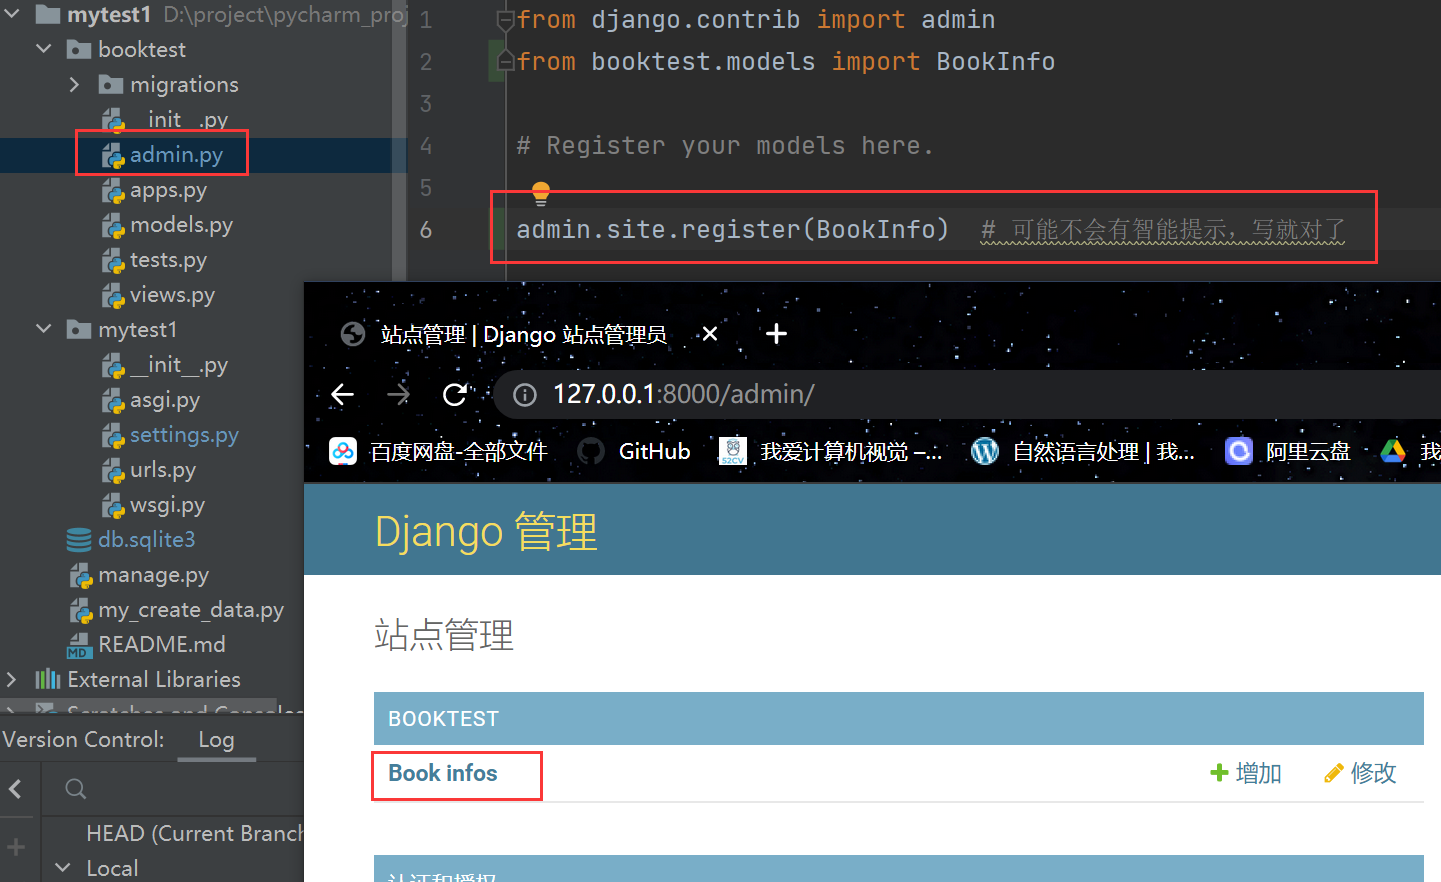 mytest1 D:\project\pycharm_proj
booktest
migrations
__init__.py
admin.py
apps.py
models.py
tests.py
views.py
mytest1
__init__.py
asgi.py
settings.py
urls.py
wsgi.py
db.sqlite3
manage.py
my_create_data.py
MD README.md
External Libraries
Scratches and Consoles
Version Control: Log
HEAD (Current Branch
Local
1 from django.contrib import admin
2 from booktest.models import BookInfo
3
4 # Register your models here.
5
6 admin.site.register(BookInfo) # 可能不会有智能提示，写就对了
站点管理 | Django 站点管理员
127.0.0.1:8000/admin/
百度网盘-全部文件 GitHub 52CV 我爱计算机视觉 –... 自然语言处理 | 我... 阿里云盘 我
Django 管理
站点管理
BOOKTEST
Book infos 增加 修改
认证和授权